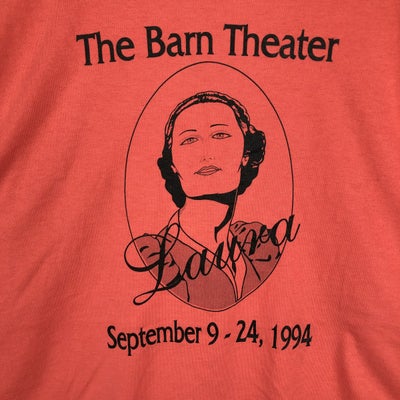 The Barn Theater
Laura
September 9 - 24, 1994